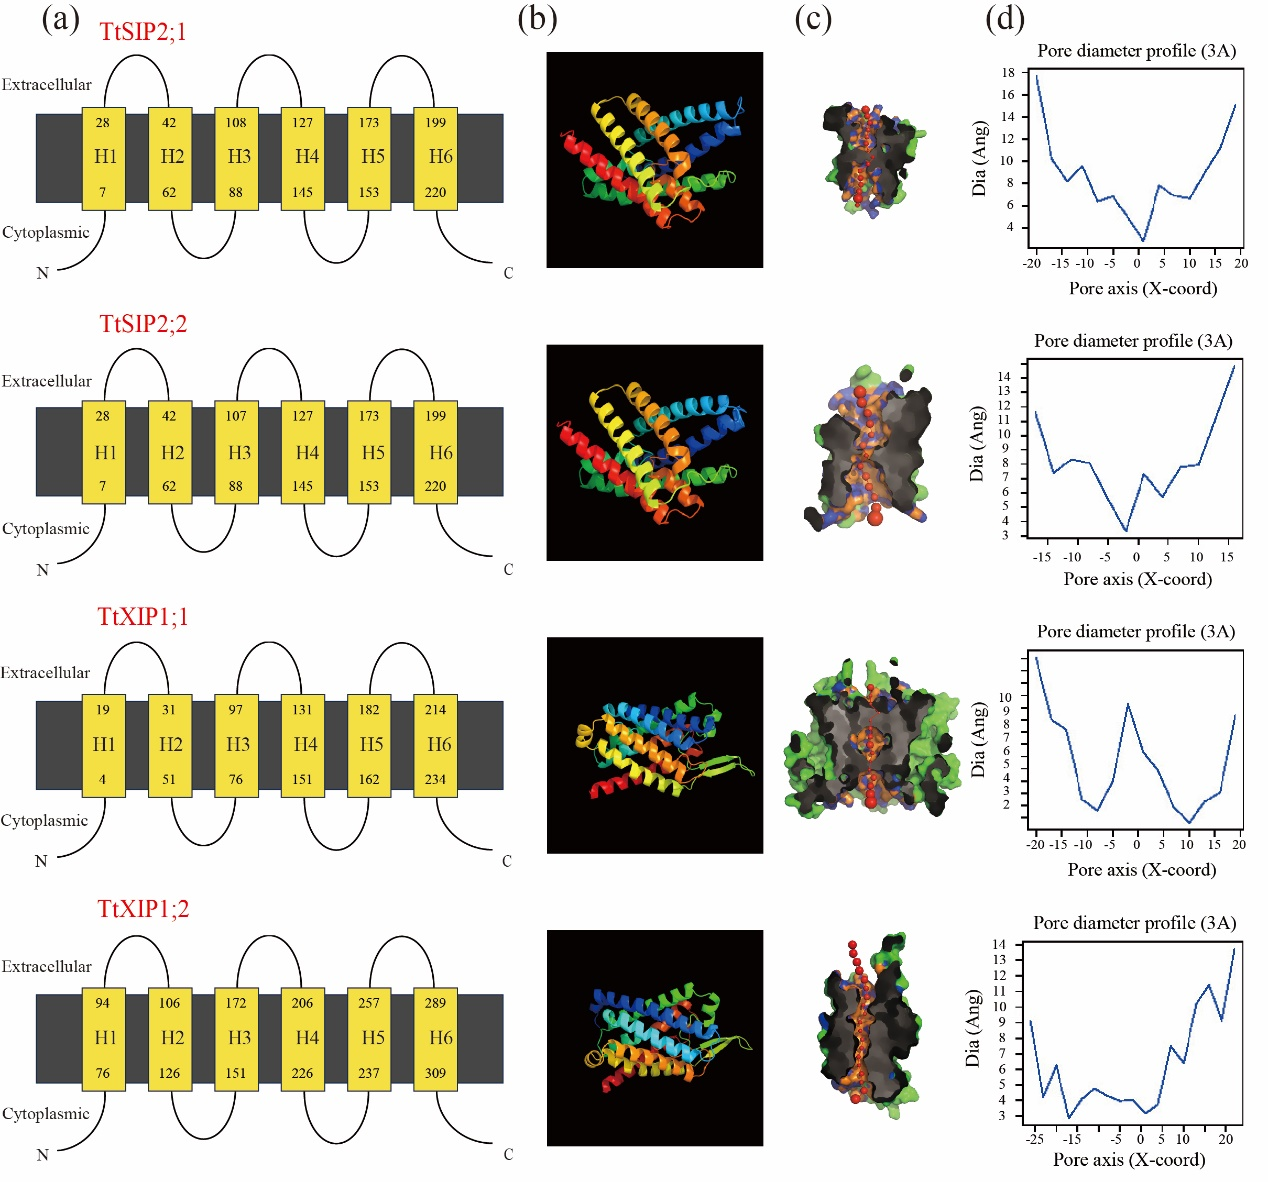 (a) (b) (c) (d)
TtSIP2;1
Extracellular
28 42 108 127 173 199
H1 H2 H3 H4 H5 H6
7 62 88 145 153 220
Cytoplasmic
N C
Pore diameter profile (3A)
Dia (Ang)
18
16
14
12
10
8
6
4
-20 -15 -10 -5 0 5 10 15 20
Pore axis (X-coord)
TtSIP2;2
Extracellular
28 42 107 127 173 199
H1 H2 H3 H4 H5 H6
7 62 88 145 153 220
Cytoplasmic
N C
Pore diameter profile (3A)
Dia (Ang)
14
13
12
11
10
9
8
7
6
5
4
3
-15 -10 -5 0 5 10 15
Pore axis (X-coord)
TtXIP1;1
Extracellular
19 31 97 131 182 214
H1 H2 H3 H4 H5 H6
4 51 76 151 162 234
Cytoplasmic
N C
Pore diameter profile (3A)
Dia (Ang)
10
9
8
7
6
5
4
3
2
-20 -15 -10 -5 0 5 10 15 20
Pore axis (X-coord)
TtXIP1;2
Extracellular
94 106 172 206 257 289
H1 H2 H3 H4 H5 H6
76 126 151 226 237 309
Cytoplasmic
N C
Pore diameter profile (3A)
Dia (Ang)
14
13
12
11
10
9
8
7
6
5
4
3
-25 -15 -5 0 5 10 20
Pore axis (X-coord)